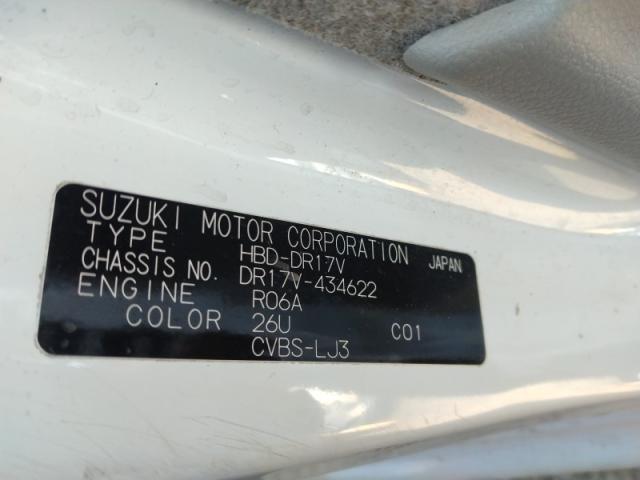 SUZUKI MOTOR CORPORATION JAPAN
TYPE HBD-DR17V
CHASSIS NO. DR17V-434622
ENGINE R06A
COLOR 26U C01
CVBS-LJ3